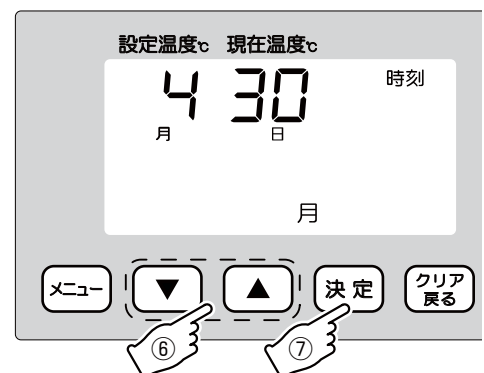 設定温度℃ 現在温度℃
4 30 時刻
月 日
月
メニュー ▼ ▲ 決定 クリア
戻る
⑥ ⑦